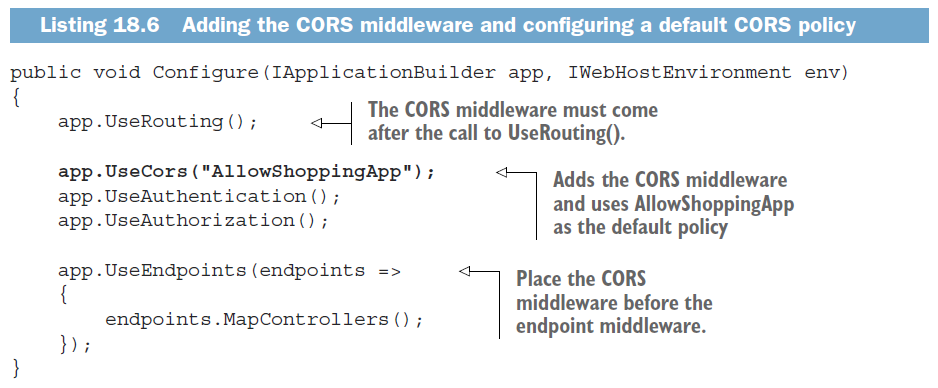 Listing 18.6 Adding the CORS middleware and configuring a default CORS policy
public void Configure(IApplicationBuilder app, IWebHostEnvironment env)
{
app.UseRouting();
The CORS middleware must come
after the call to UseRouting().
app.UseCors("AllowShoppingApp");
app.UseAuthentication();
app.UseAuthorization();
Adds the CORS middleware
and uses AllowShoppingApp
as the default policy
app.UseEndpoints(endpoints =>
{
endpoints.MapControllers();
});
Place the CORS
middleware before the
endpoint middleware.
}